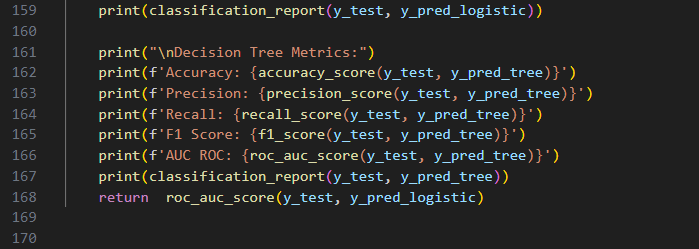 159 print(classification_report(y_test, y_pred_logistic))
160
161 print("\nDecision Tree Metrics:")
162 print(f'Accuracy: {accuracy_score(y_test, y_pred_tree)}')
163 print(f'Precision: {precision_score(y_test, y_pred_tree)}')
164 print(f'Recall: {recall_score(y_test, y_pred_tree)}')
165 print(f'F1 Score: {f1_score(y_test, y_pred_tree)}')
166 print(f'AUC ROC: {roc_auc_score(y_test, y_pred_tree)}')
167 print(classification_report(y_test, y_pred_tree))
168 return  roc_auc_score(y_test, y_pred_logistic)
169
170